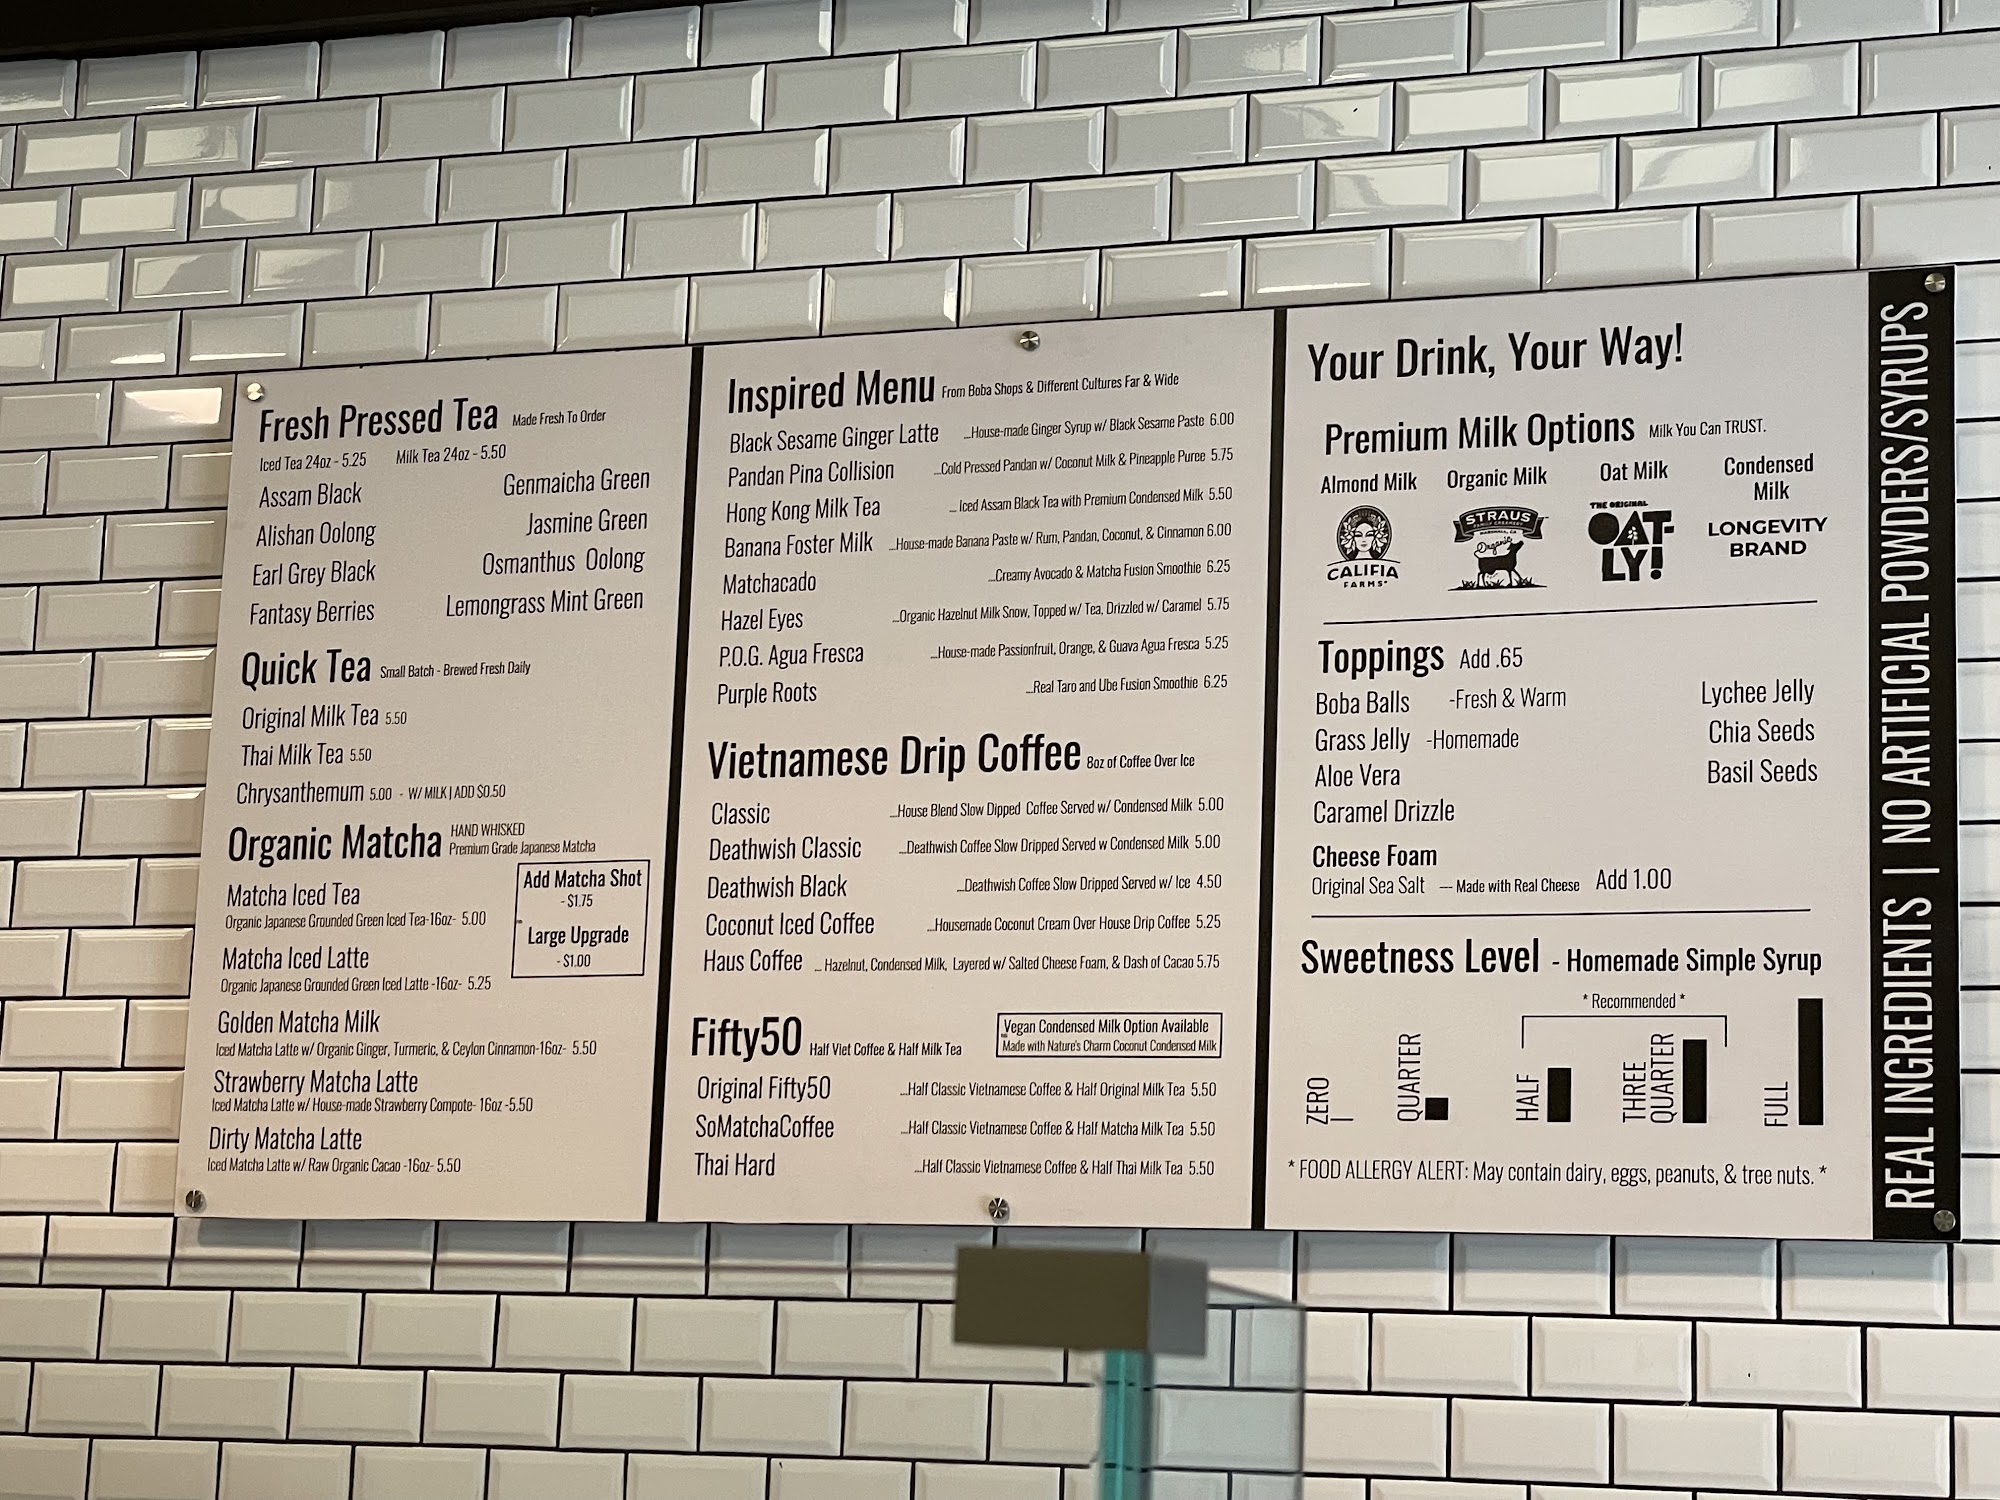 Fresh Pressed Tea Made Fresh To Order
Iced Tea 24oz - 5.25 Milk Tea 24oz - 5.50
Assam Black Genmaicha Green
Alishan Oolong Jasmine Green
Earl Grey Black Osmanthus Oolong
Fantasy Berries Lemongrass Mint Green
Quick Tea Small Batch - Brewed Fresh Daily
Original Milk Tea 5.50
Thai Milk Tea 5.50
Chrysanthemum 5.00 - W/ MILK | ADD $0.50
Organic Matcha HAND WHISKED
Premium Grade Japanese Matcha
Matcha Iced Tea
Organic Japanese Grounded Green Iced Tea-16oz- 5.00
Matcha Iced Latte
Organic Japanese Grounded Green Iced Latte -16oz- 5.25
Golden Matcha Milk
Iced Matcha Latte w/ Organic Ginger, Turmeric, & Ceylon Cinnamon-16oz- 5.50
Strawberry Matcha Latte
Iced Matcha Latte w/ House-made Strawberry Compote- 16oz -5.50
Dirty Matcha Latte
Iced Matcha Latte w/ Raw Organic Cacao -16oz- 5.50
Add Matcha Shot
- $1.75
Large Upgrade
- $1.00
Inspired Menu From Boba Shops & Different Cultures Far & Wide
Black Sesame Ginger Latte ...House-made Ginger Syrup w/ Black Sesame Paste 6.00
Pandan Pina Collision ...Cold Pressed Pandan w/ Coconut Milk & Pineapple Puree 5.75
Hong Kong Milk Tea ... Iced Assam Black Tea with Premium Condensed Milk 5.50
Banana Foster Milk ...House-made Banana Paste w/ Rum, Pandan, Coconut, & Cinnamon 6.00
Matchacado ...Creamy Avocado & Matcha Fusion Smoothie 6.25
Hazel Eyes ...Organic Hazelnut Milk Snow, Topped w/ Tea, Drizzled w/ Caramel 5.75
P.O.G. Agua Fresca ...House-made Passionfruit, Orange, & Guava Agua Fresca 5.25
Purple Roots ...Real Taro and Ube Fusion Smoothie 6.25
Vietnamese Drip Coffee 8oz of Coffee Over Ice
Classic ...House Blend Slow Dipped Coffee Served w/ Condensed Milk 5.00
Deathwish Classic ...Deathwish Coffee Slow Dripped Served w Condensed Milk 5.00
Deathwish Black ...Deathwish Coffee Slow Dripped Served w/ Ice 4.50
Coconut Iced Coffee ...Housemade Coconut Cream Over House Drip Coffee 5.25
Haus Coffee ... Hazelnut, Condensed Milk, Layered w/ Salted Cheese Foam, & Dash of Cacao 5.75
Fifty50 Half Viet Coffee & Half Milk Tea
Vegan Condensed Milk Option Available
Made with Nature's Charm Coconut Condensed Milk
Original Fifty50 ...Half Classic Vietnamese Coffee & Half Original Milk Tea 5.50
SoMatchaCoffee ...Half Classic Vietnamese Coffee & Half Matcha Milk Tea 5.50
Thai Hard ...Half Classic Vietnamese Coffee & Half Thai Milk Tea 5.50
Your Drink, Your Way!
Premium Milk Options Milk You Can TRUST.
Almond Milk Organic Milk Oat Milk Condensed Milk
CALIFIA
FARMS
STRAUS
FAMILY CREAMERY
Organic
THE ORIGINAL
OAT-
LY!
LONGEVITY
BRAND
Toppings Add .65
Boba Balls -Fresh & Warm Lychee Jelly
Grass Jelly -Homemade Chia Seeds
Aloe Vera Basil Seeds
Caramel Drizzle
Cheese Foam
Original Sea Salt --- Made with Real Cheese Add 1.00
Sweetness Level - Homemade Simple Syrup
* Recommended *
ZERO
QUARTER
HALF
THREE
QUARTER
FULL
* FOOD ALLERGY ALERT: May contain dairy, eggs, peanuts, & tree nuts. *
REAL INGREDIENTS | NO ARTIFICIAL POWDERS/SYRUPS